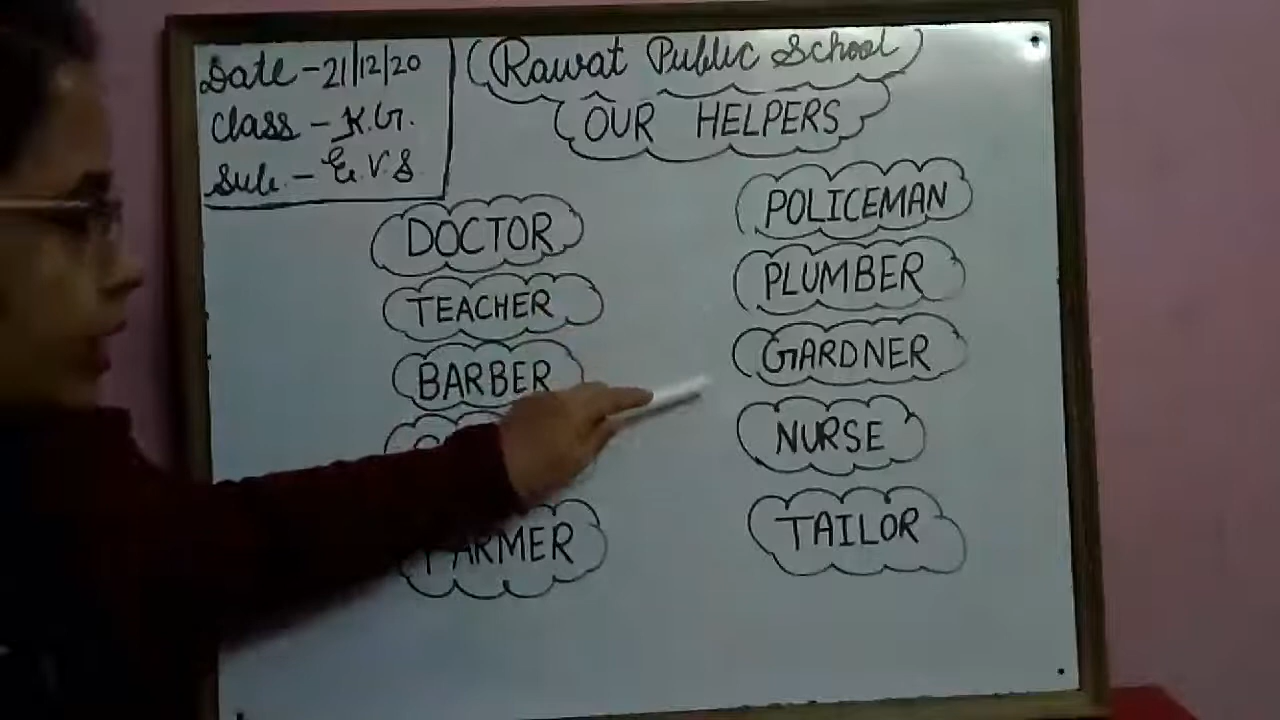 Date - 21/12/20
Class - K.G.
Sub. - E.V.S
Rawat Public School
OUR HELPERS
DOCTOR
TEACHER
BARBER
FARMER
POLICEMAN
PLUMBER
GARDNER
NURSE
TAILOR